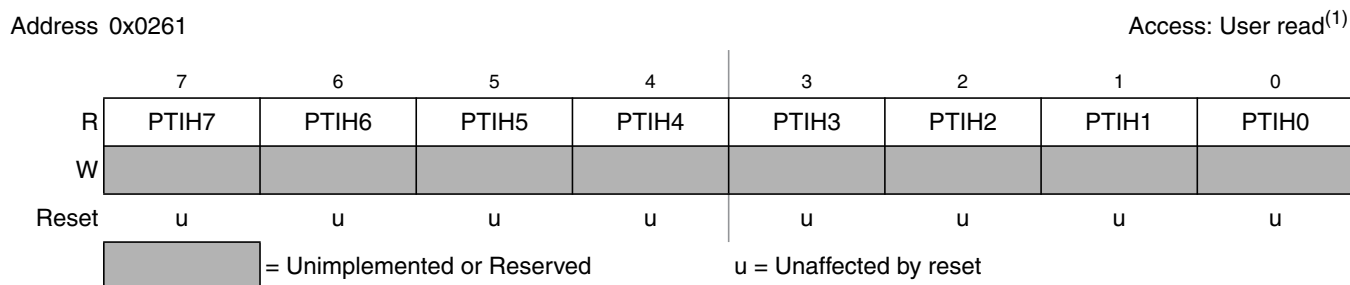 Address 0x0261 Access: User read(1)
7 6 5 4 3 2 1 0
R PTIH7 PTIH6 PTIH5 PTIH4 PTIH3 PTIH2 PTIH1 PTIH0
W
Reset u u u u u u u u
= Unimplemented or Reserved u = Unaffected by reset